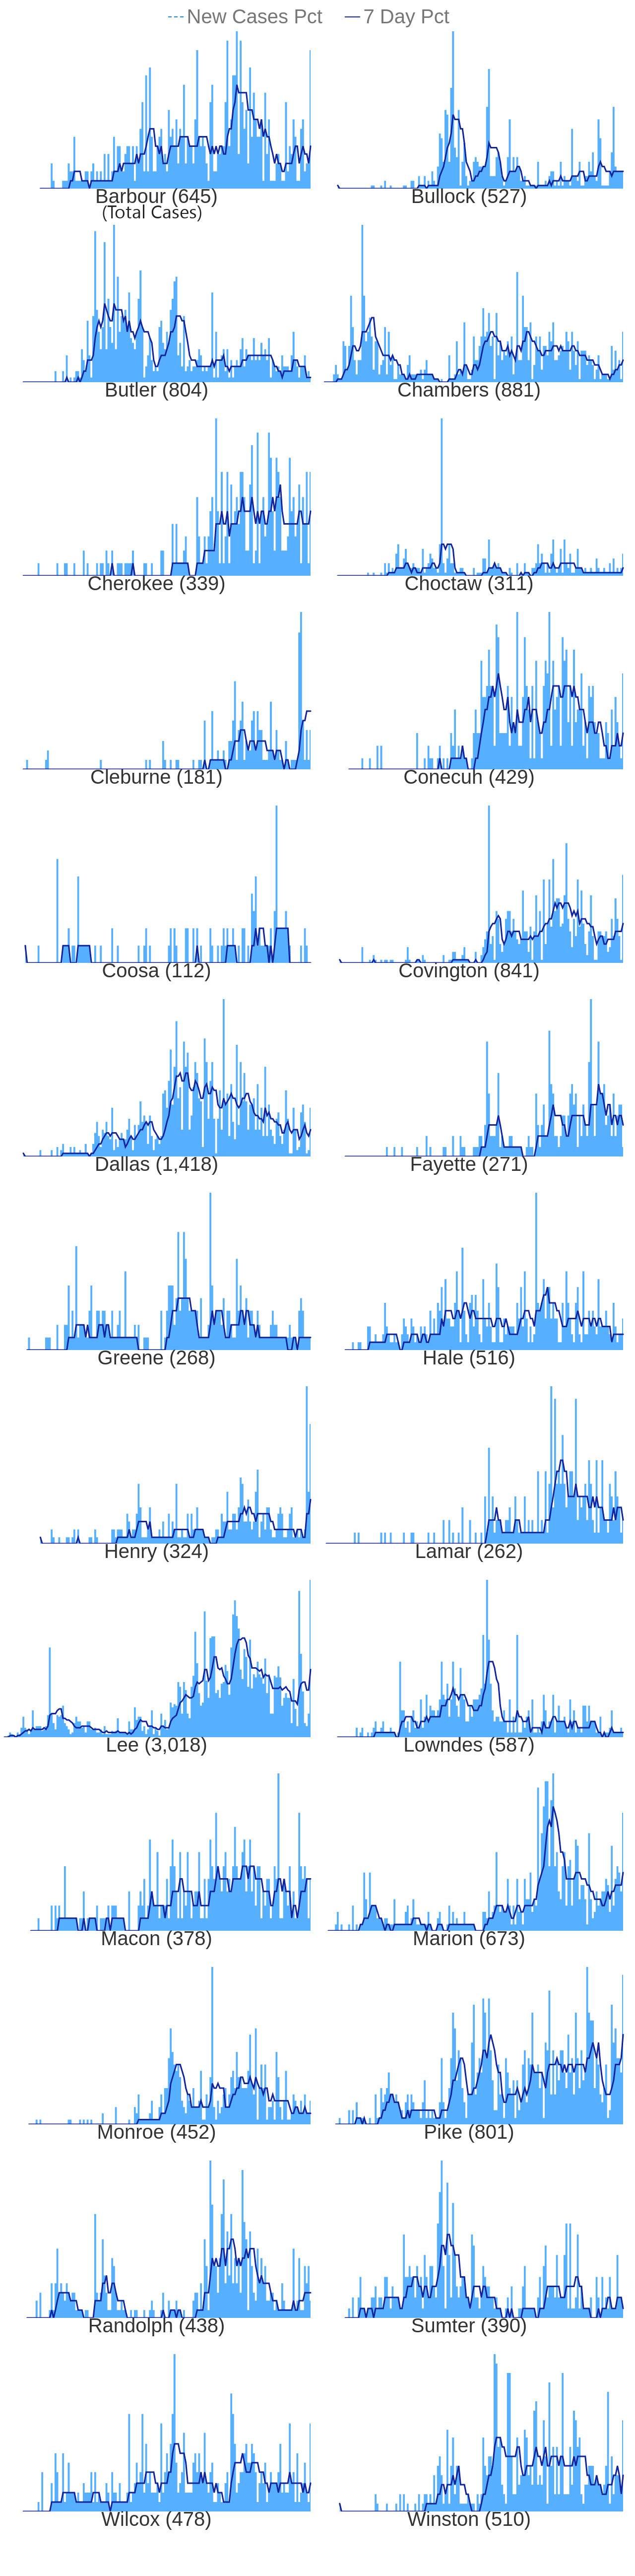 New Cases Pct 7 Day Pct
Barbour (645) Bullock (527)
(Total Cases)
Butler (804) Chambers (881)
Cherokee (339) Choctaw (311)
Cleburne (181) Conecuh (429)
Coosa (112) Covington (841)
Dallas (1,418) Fayette (271)
Greene (268) Hale (516)
Henry (324) Lamar (262)
Lee (3,018) Lowndes (587)
Macon (378) Marion (673)
Monroe (452) Pike (801)
Randolph (438) Sumter (390)
Wilcox (478) Winston (510)